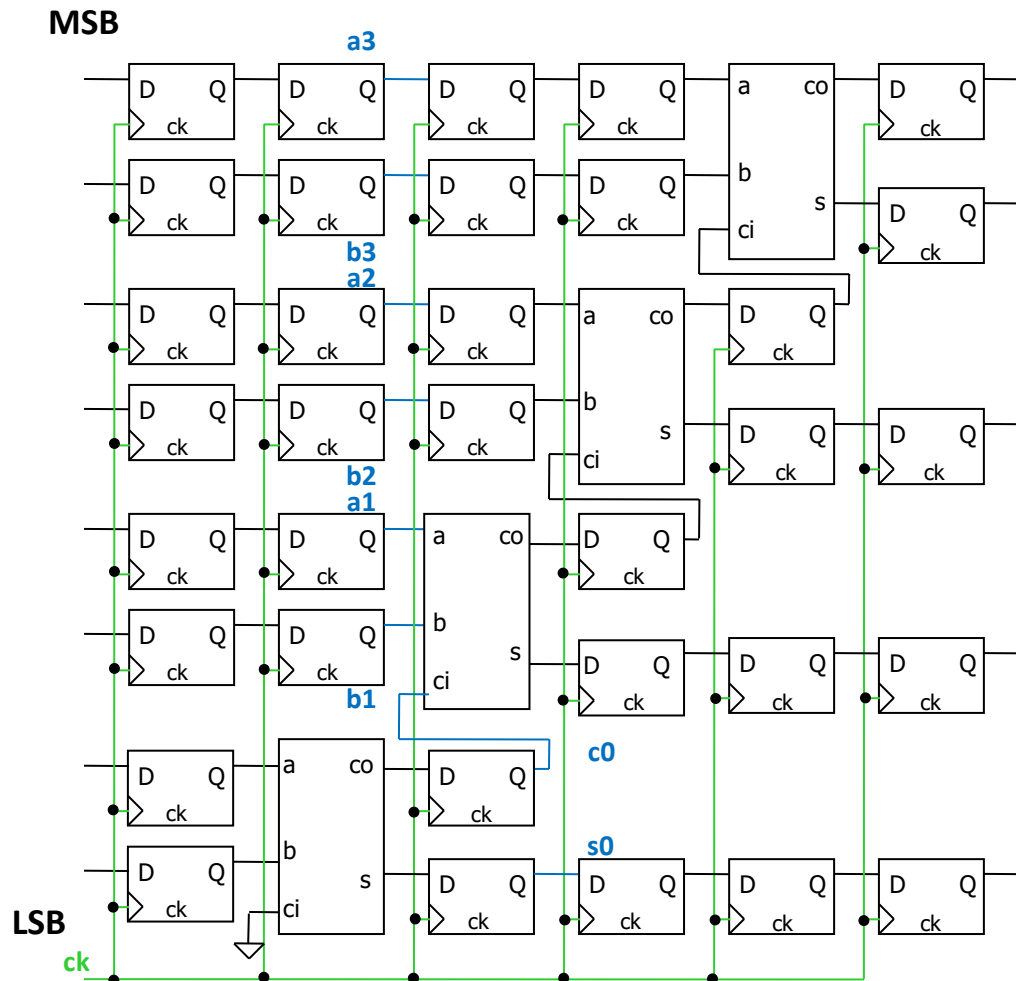 MSB
a3
D Q D Q D Q D Q a co D Q
ck ck ck ck ck
D Q D Q D Q D Q b
s D Q
ck ck ck ck ci
ck
b3
a2
D Q D Q D Q a co D Q
ck ck ck ck
D Q D Q D Q b
s D Q D Q
ck ck ck ci
ck ck
b2
a1
D Q D Q a co D Q
ck ck ck
D Q D Q b
s D Q D Q D Q
ck ck ci
ck ck ck
b1
c0
D Q a co D Q
ck ck
s0
D Q b
s D Q D Q D Q D Q
ck ci
ck ck ck ck
LSB
ck